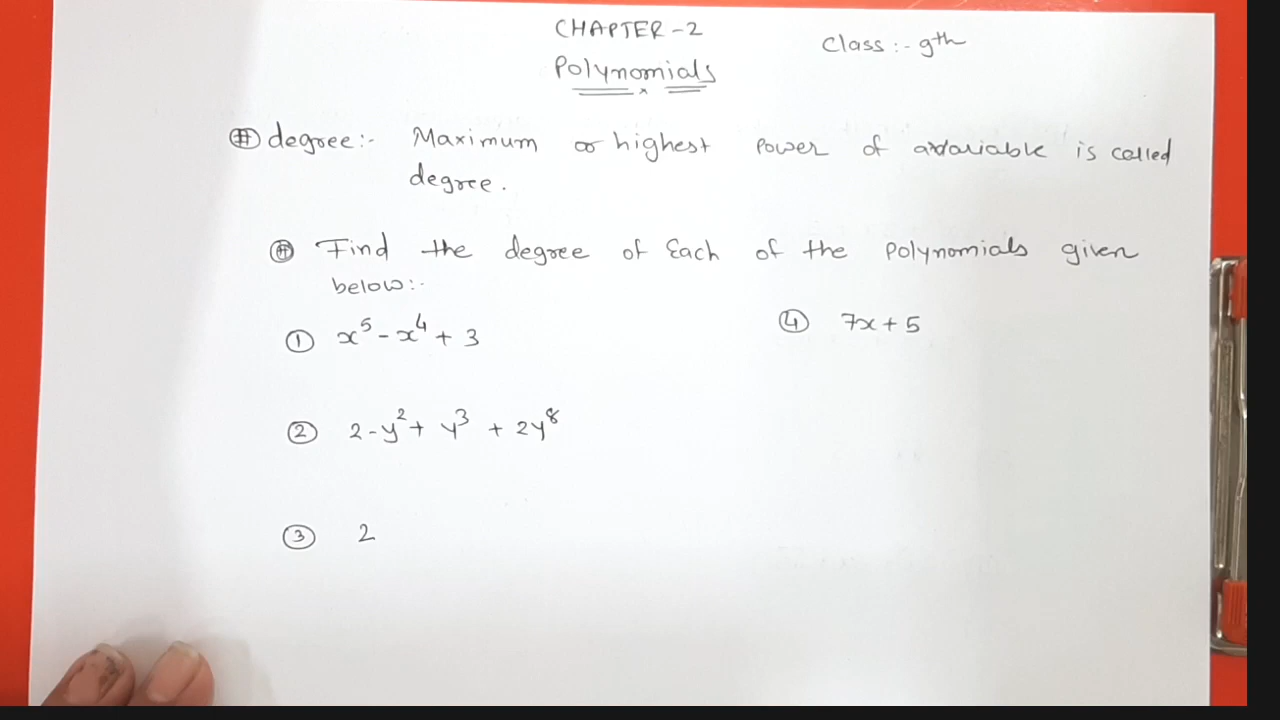 CHAPTER-2
Class:- 9th
Polynomials
# degree:- Maximum or highest power of a variable is called
degree.
# Find the degree of Each of the polynomials given
below:-
① x⁵ - x⁴ + 3
④ 7x + 5
② 2 - y² + y³ + 2y⁸
③ 2